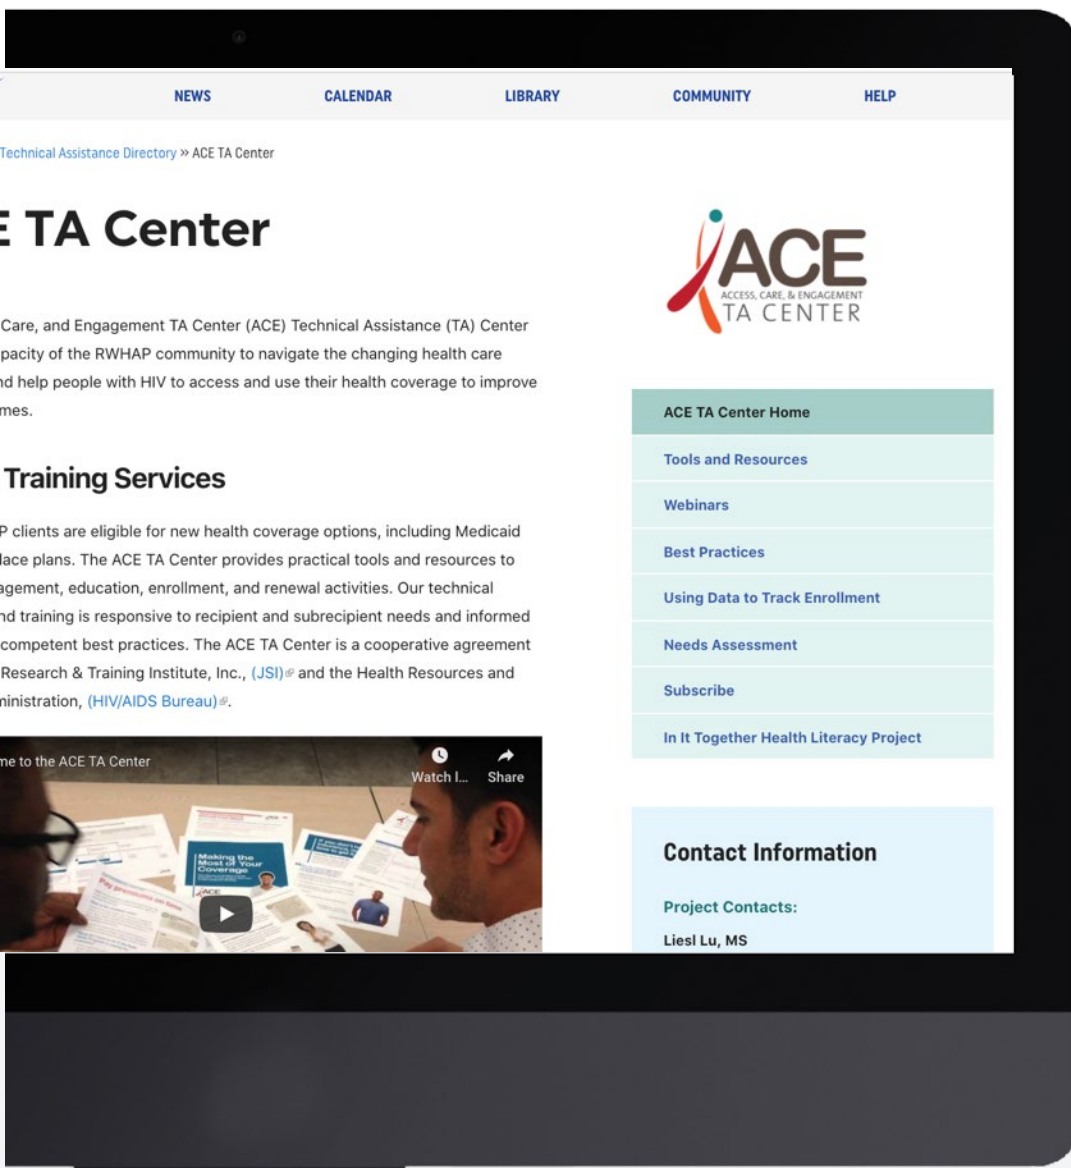 NEWS CALENDAR LIBRARY COMMUNITY HELP
Technical Assistance Directory » ACE TA Center
E TA Center
Care, and Engagement TA Center (ACE) Technical Assistance (TA) Center
pacity of the RWHAP community to navigate the changing health care
nd help people with HIV to access and use their health coverage to improve
mes.
Training Services
P clients are eligible for new health coverage options, including Medicaid
lace plans. The ACE TA Center provides practical tools and resources to
agement, education, enrollment, and renewal activities. Our technical
nd training is responsive to recipient and subrecipient needs and informed
competent best practices. The ACE TA Center is a cooperative agreement
Research & Training Institute, Inc., (JSI) and the Health Resources and
ministration, (HIV/AIDS Bureau).
me to the ACE TA Center
Watch l... Share
Making the
Most of Your
Coverage
ACE
Pay premiums on time
ACE
ACCESS, CARE, & ENGAGEMENT
TA CENTER
ACE TA Center Home
Tools and Resources
Webinars
Best Practices
Using Data to Track Enrollment
Needs Assessment
Subscribe
In It Together Health Literacy Project
Contact Information
Project Contacts:
Liesl Lu, MS